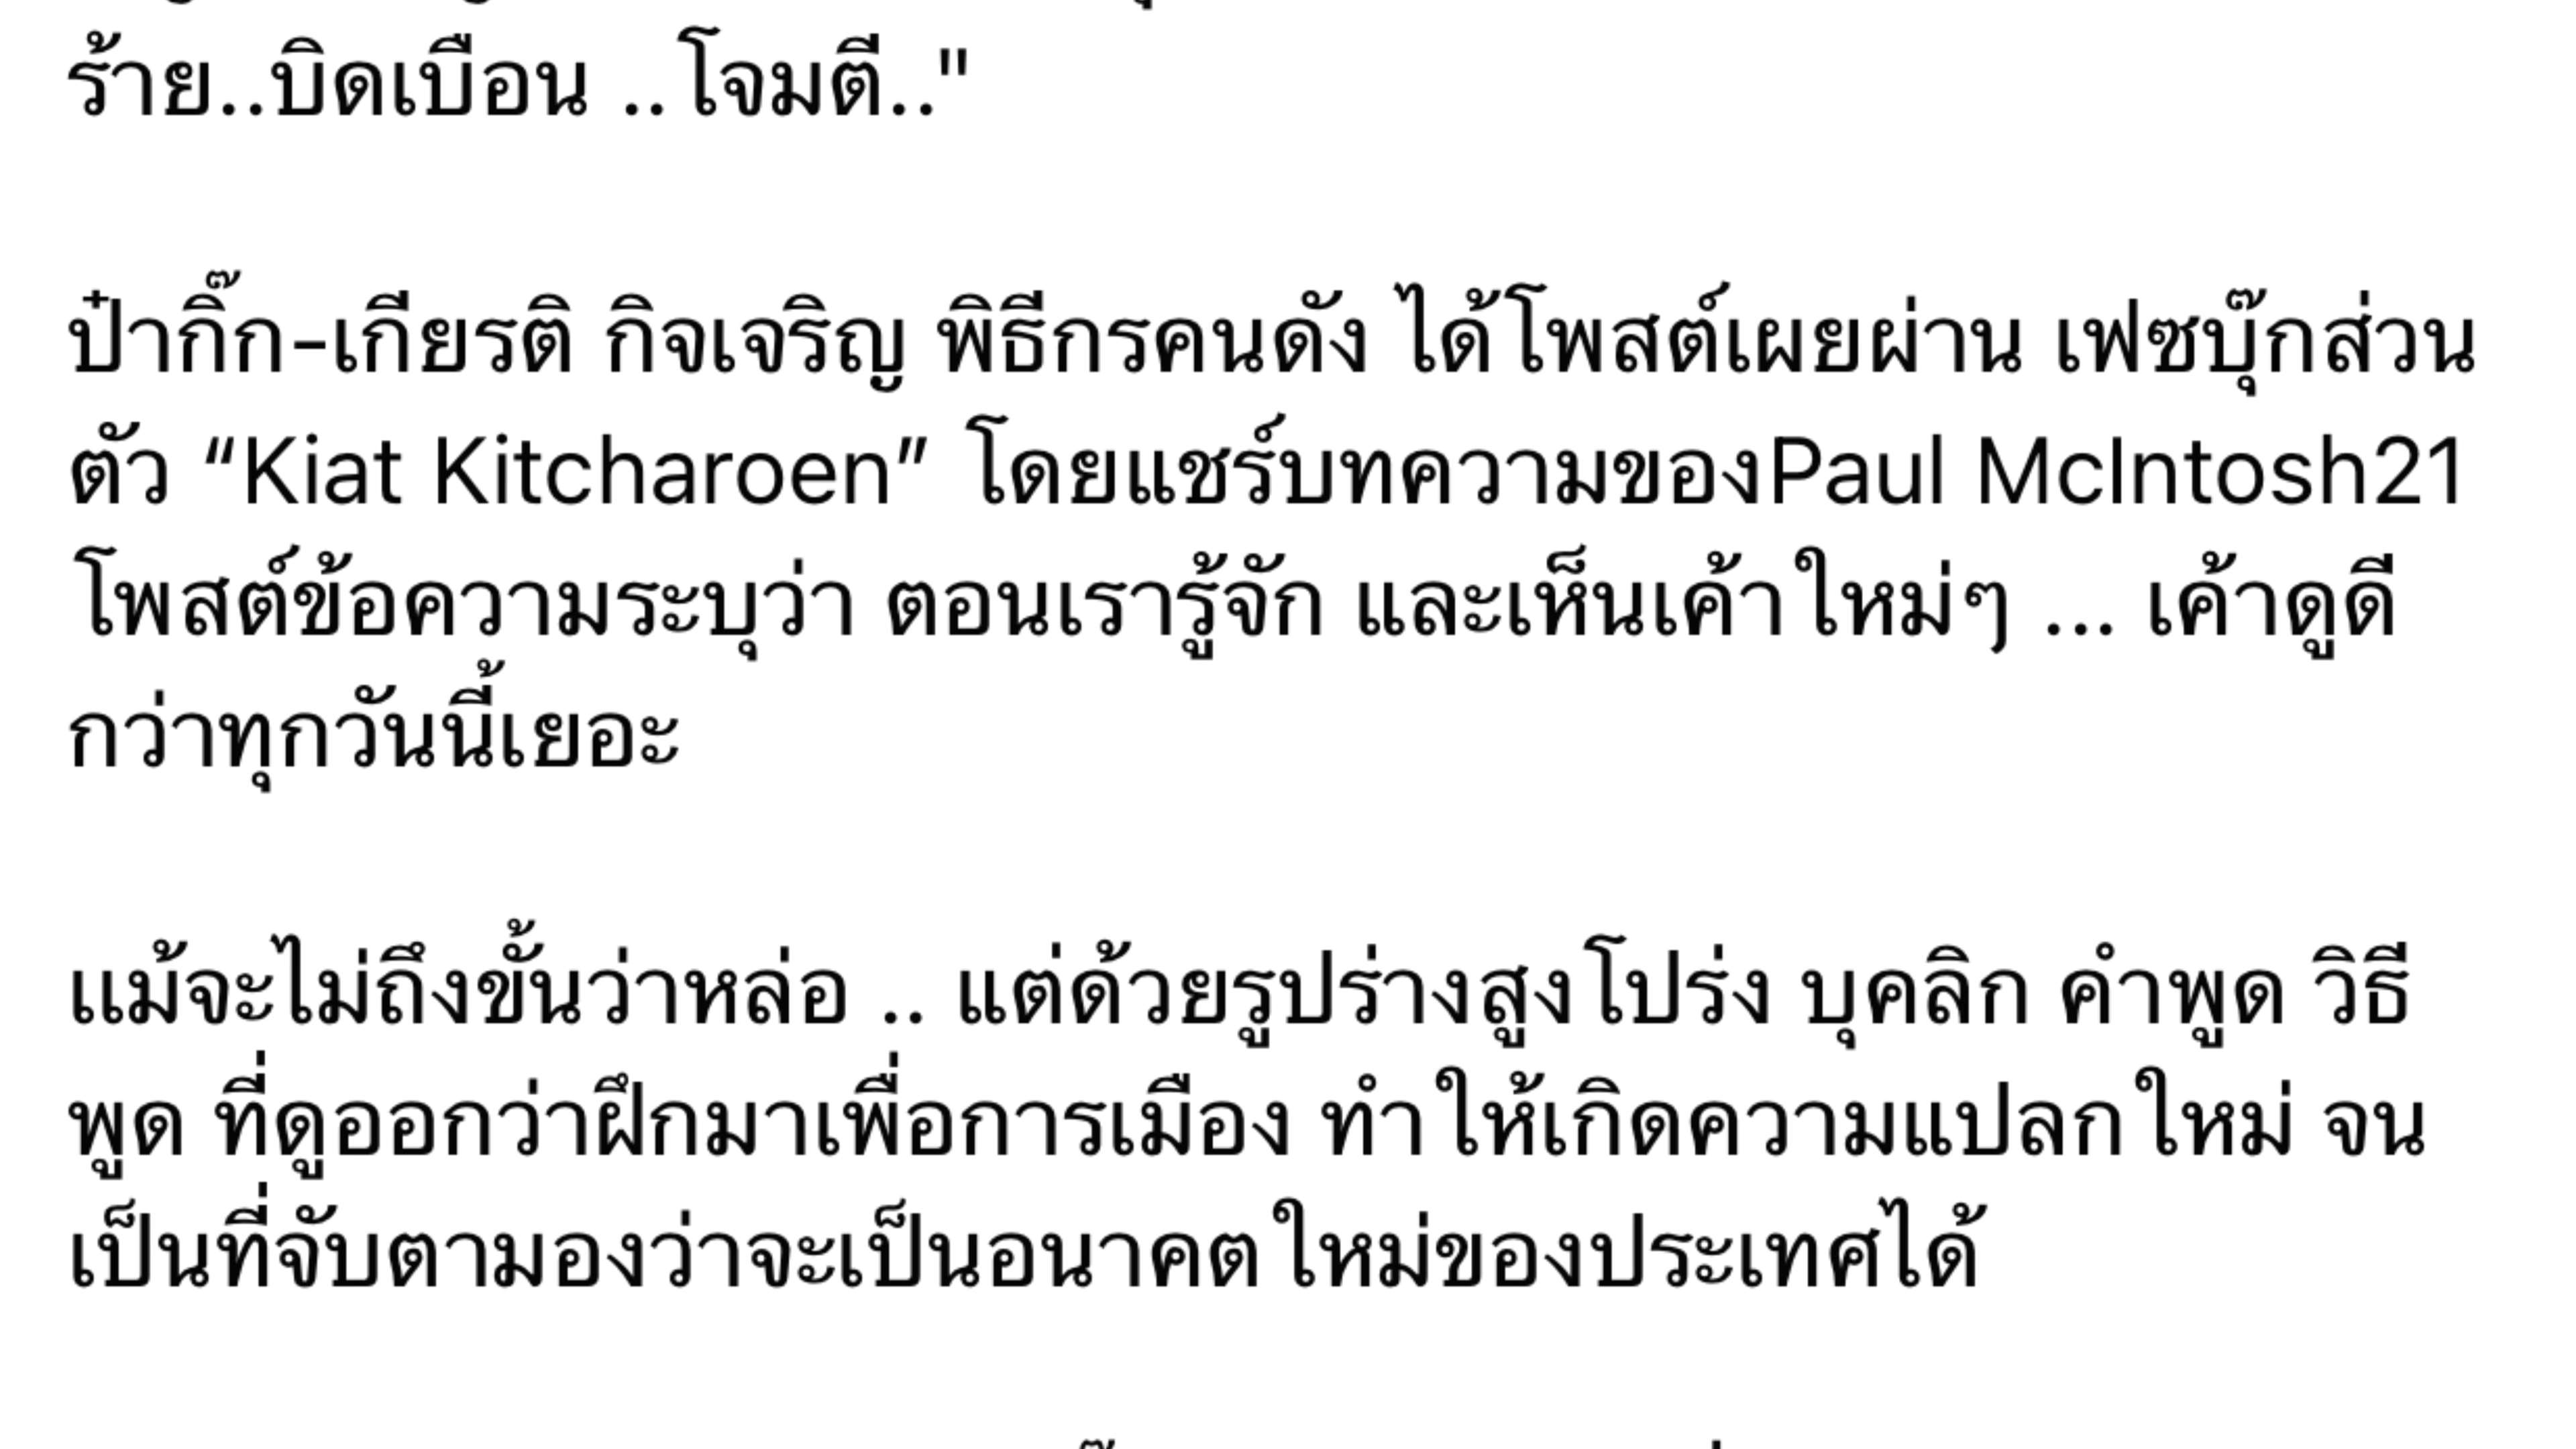 ร้าย..บิดเบือน ..โจมตี.."
ป๋ากิ๊ก-เกียรติ กิจเจริญ พิธีกรคนดัง ได้โพสต์เผยผ่าน เฟซบุ๊กส่วน
ตัว “Kiat Kitcharoen” โดยแชร์บทความของPaul McIntosh21
โพสต์ข้อความระบุว่า ตอนเรารู้จัก และเห็นเค้าใหม่ๆ ... เค้าดูดี
กว่าทุกวันนี้เยอะ
แม้จะไม่ถึงขั้นว่าหล่อ .. แต่ด้วยรูปร่างสูงโปร่ง บุคลิก คำพูด วิธี
พูด ที่ดูออกว่าฝึกมาเพื่อการเมือง ทำให้เกิดความแปลกใหม่ จน
เป็นที่จับตามองว่าจะเป็นอนาคตใหม่ของประเทศได้